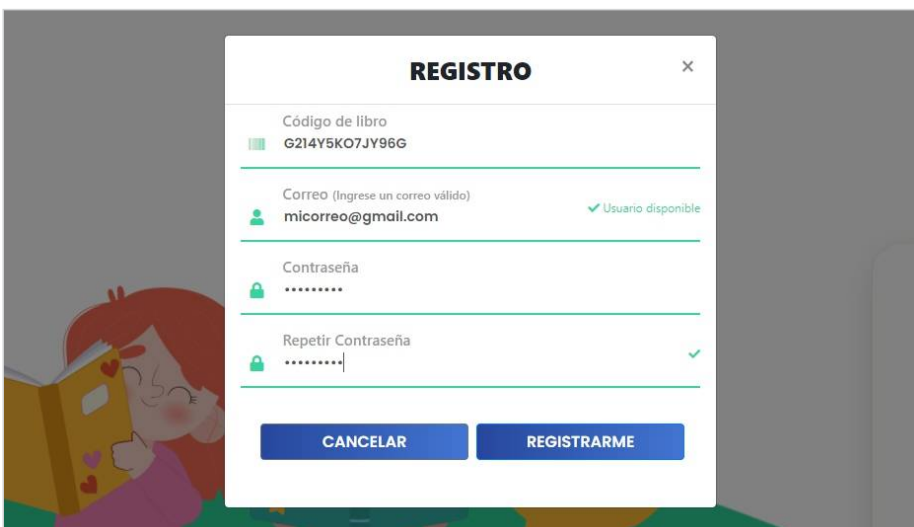 REGISTRO ×
Código de libro
G214Y5KO7JY96G
Correo (Ingrese un correo válido)
micorreo@gmail.com
Usuario disponible
Contraseña
•••••••••
Repetir Contraseña
•••••••••
CANCELAR REGISTRARME